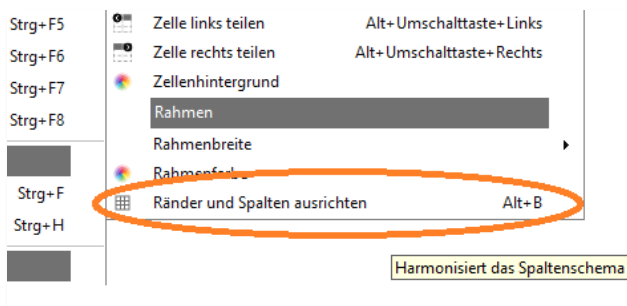 Strg+F5
Zelle links teilen Alt+Umschalttaste+Links
Strg+F6
Zelle rechts teilen Alt+Umschalttaste+Rechts
Strg+F7
Zellenhintergrund
Strg+F8
Rahmen
Rahmenbreite
Rahmenfarbe
Strg+F
Ränder und Spalten ausrichten Alt+B
Strg+H
Harmonisiert das Spaltenschema